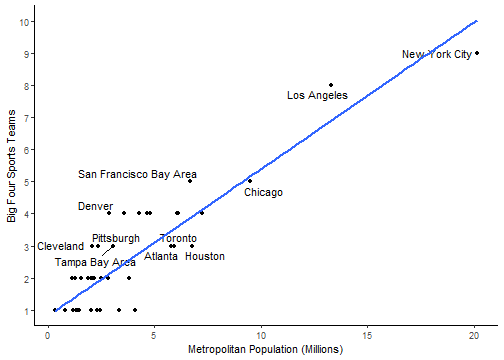 10
9
8
7
6
5
4
3
2
1
Big Four Sports Teams
New York City
Los Angeles
San Francisco Bay Area
Chicago
Denver
Cleveland
Pittsburgh
Toronto
Tampa Bay Area
Atlanta
Houston
0
5
10
15
20
Metropolitan Population (Millions)